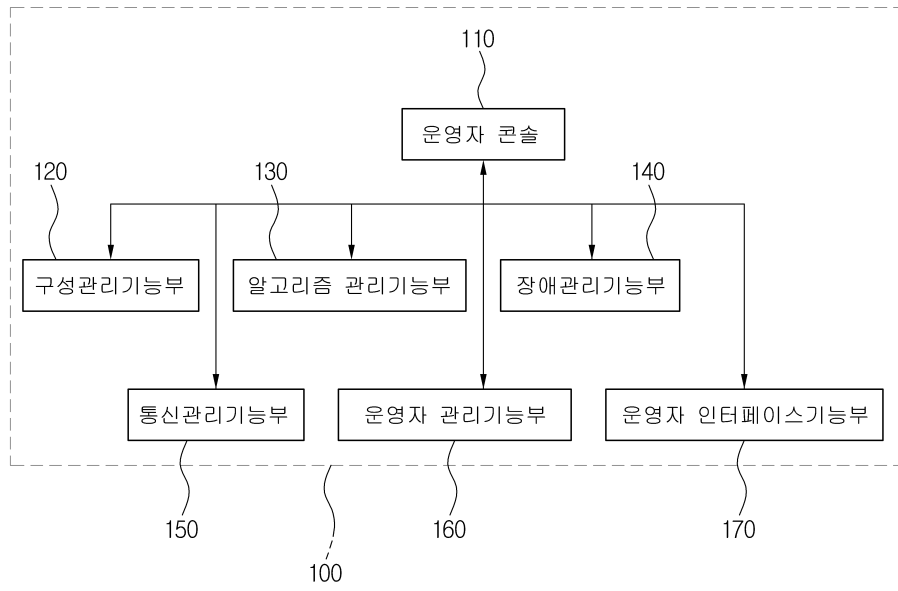 110
운영자 콘솔
120
130
140
구성관리기능부
알고리즘 관리기능부
장애관리기능부
통신관리기능부
운영자 관리기능부
운영자 인터페이스기능부
150
160
170
100